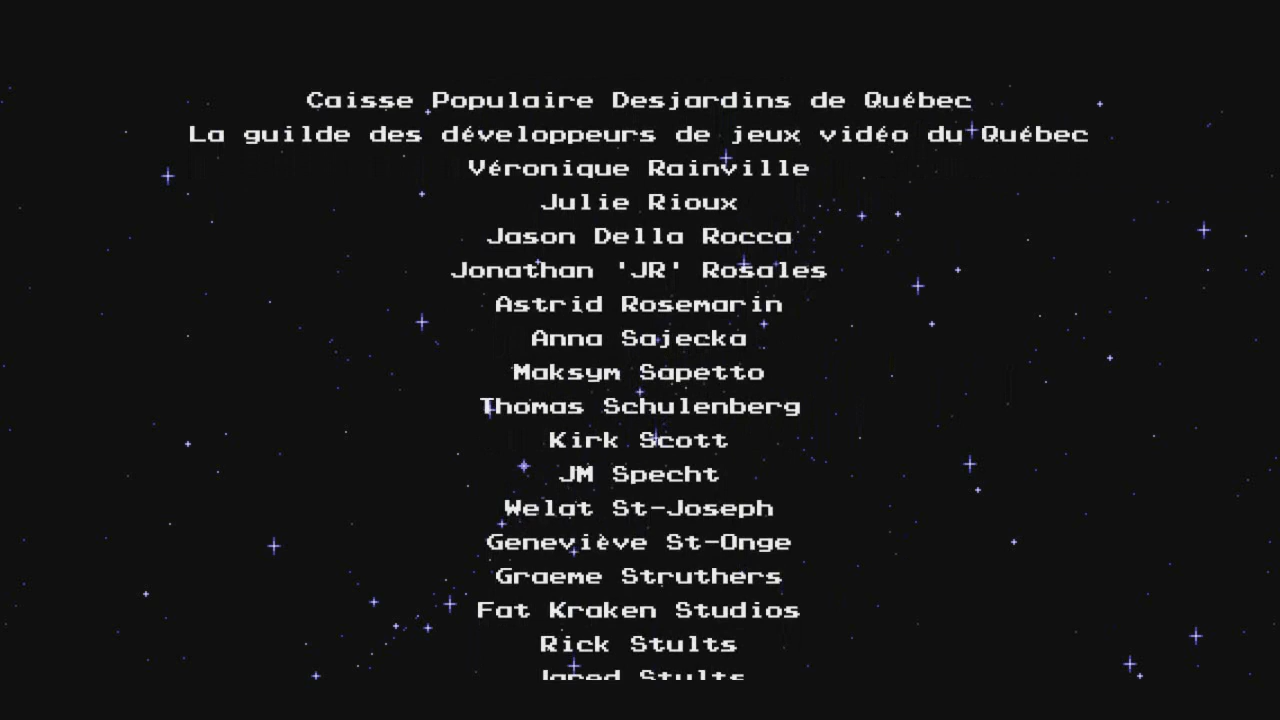 Caisse Populaire Desjardins de Québec
La guilde des développeurs de jeux vidéo du Québec
Véronique Rainville
Julie Rioux
Jason Della Rocca
Jonathan 'JR' Rosales
Astrid Rosemarin
Anna Sajecka
Maksym Sapetto
Thomas Schulenberg
Kirk Scott
JM Specht
Welat St-Joseph
Geneviève St-Onge
Graeme Struthers
Fat Kraken Studios
Rick Stults
Jared Stults